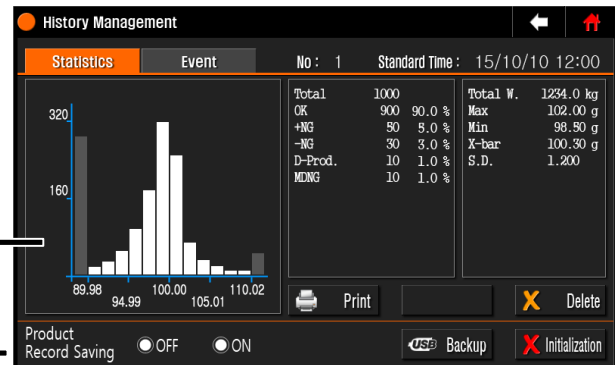 History Management
Statistics Event No : 1 Standard Time : 15/10/10 12:00
320
160
89.98 94.99 100.00 105.01 110.02
Total 1000
OK 900 90.0 %
+NG 50 5.0 %
-NG 30 3.0 %
D-Prod. 10 1.0 %
MDNG 10 1.0 %
Total W. 1234.0 kg
Max 102.00 g
Min 98.50 g
X-bar 100.30 g
S.D. 1.200
Print X Delete
Product
Record Saving OFF ON
USB Backup X Initialization